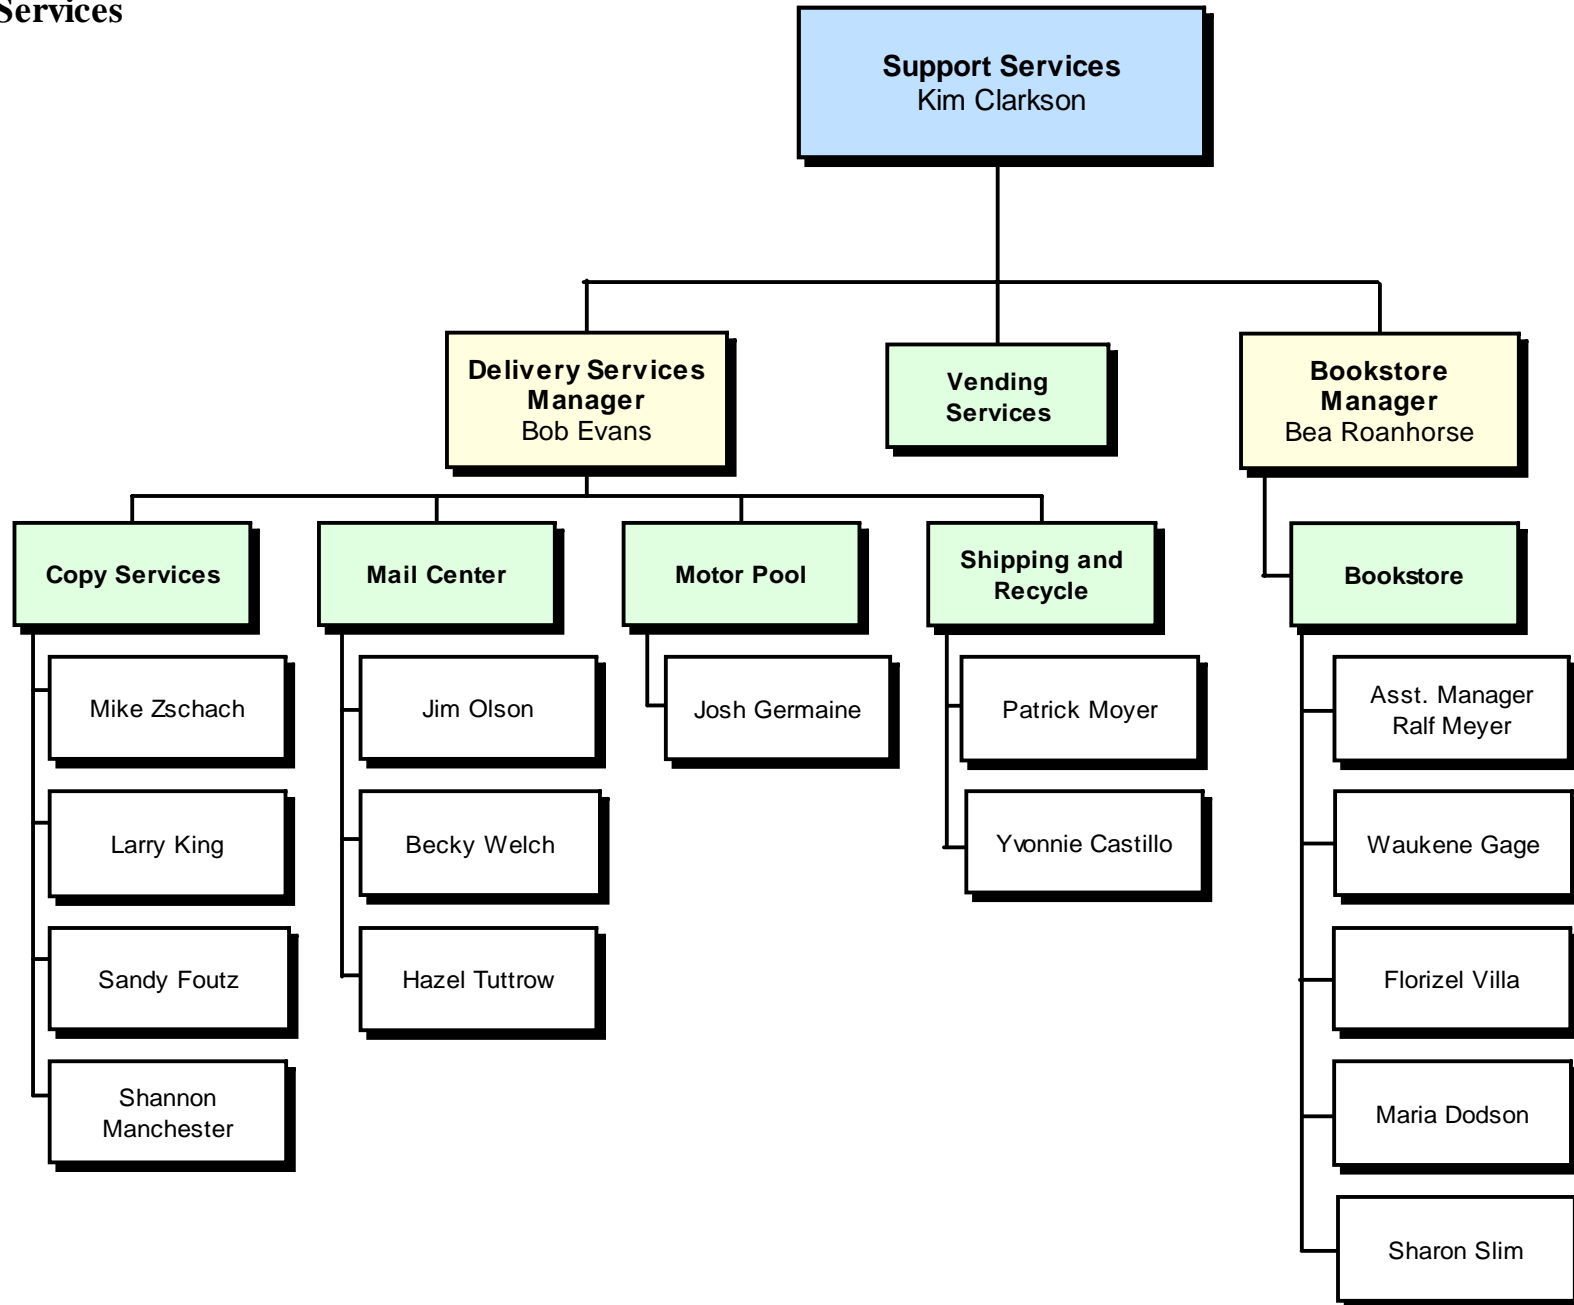 Services
Support Services
Kim Clarkson
Delivery Services
Manager
Bob Evans
Vending
Services
Bookstore
Manager
Bea Roanhorse
Copy Services
Mail Center
Motor Pool
Shipping and
Recycle
Bookstore
Mike Zschach
Jim Olson
Josh Germaine
Patrick Moyer
Asst. Manager
Ralf Meyer
Larry King
Becky Welch
Yvonnie Castillo
Waukene Gage
Sandy Foutz
Hazel Tuttrow
Florizel Villa
Shannon
Manchester
Maria Dodson
Sharon Slim